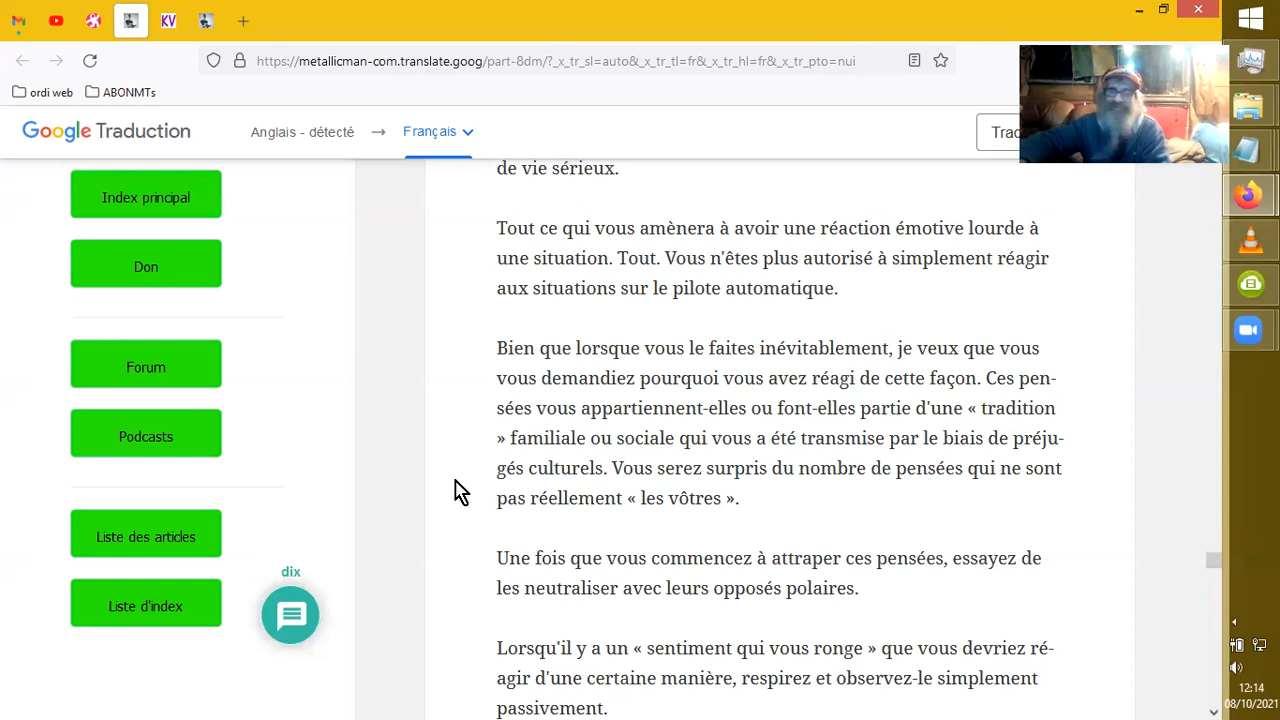 KV
https://metallicman-com.translate.goog/part-8dm/?_x_tr_sl=auto&_x_tr_tl=fr&_x_tr_hl=fr&_x_tr_pto=nui
ordi web
ABONMTs
Google Traduction
Anglais - détecté
Français
Trad
Index principal
Don
Forum
Podcasts
Liste des articles
Liste d'index
dix
de vie sérieux.
Tout ce qui vous amènera à avoir une réaction émotive lourde à
une situation. Tout. Vous n'êtes plus autorisé à simplement réagir
aux situations sur le pilote automatique.
Bien que lorsque vous le faites inévitablement, je veux que vous
vous demandiez pourquoi vous avez réagi de cette façon. Ces pen-
sées vous appartiennent-elles ou font-elles partie d'une « tradition
» familiale ou sociale qui vous a été transmise par le biais de préju-
gés culturels. Vous serez surpris du nombre de pensées qui ne sont
pas réellement « les vôtres ».
Une fois que vous commencez à attraper ces pensées, essayez de
les neutraliser avec leurs opposés polaires.
Lorsqu'il y a un « sentiment qui vous ronge » que vous devriez ré-
agir d'une certaine manière, respirez et observez-le simplement
passivement.
12:14
08/10/2021